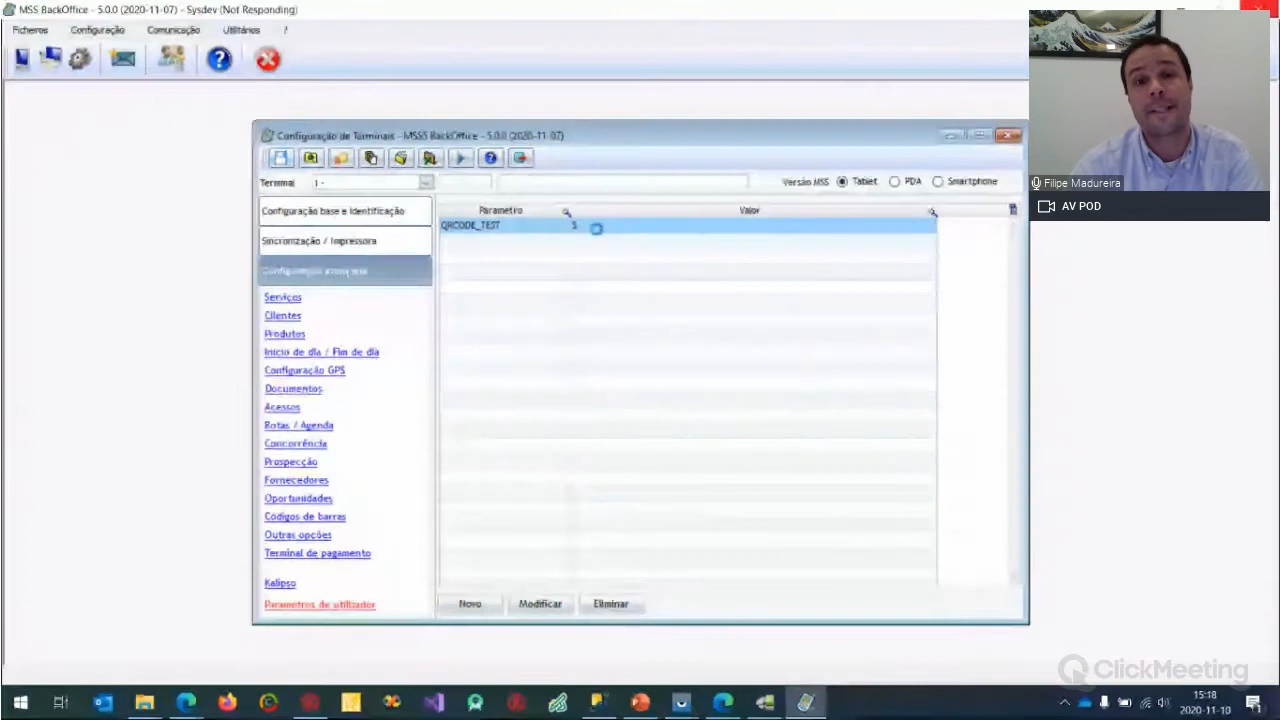 MSS BackOffice - 5.0.0 (2020-11-07) - Sysdev (Not Responding)
Ficheiros Configuração Comunicação Utilitários ?
Configuração de Terminais - MSS5 BackOffice - 5.0.0 (2020-11-07)
Terminal 1 - Versão MSS Tablet PDA Smartphone
Configuração base e Identificação
Sincronização / Impressora
Configuração avançada
Serviços
Clientes
Produtos
Inicio de dia / Fim de dia
Configuração GPS
Documentos
Acessos
Rotas / Agenda
Concorrência
Prospecção
Fornecedores
Oportunidades
Códigos de barras
Outras opções
Terminal de pagamento
Kalipso
Parametros de utilizador
Parametro Valor
QRCODE_TEST S
Novo Modificar Eliminar
Filipe Madureira
AV POD
ClickMeeting
15:18
2020-11-10